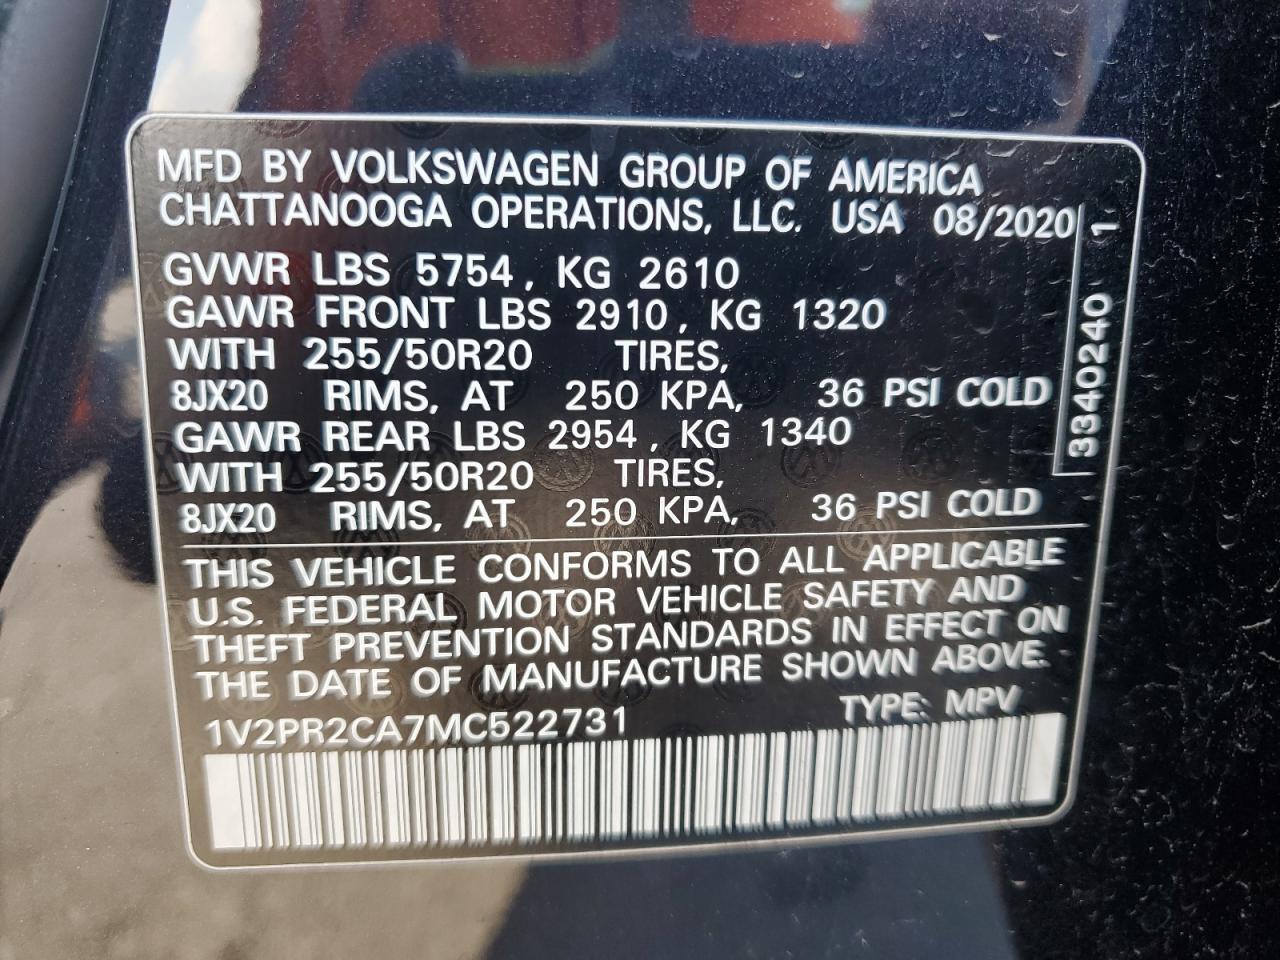 MFD BY VOLKSWAGEN GROUP OF AMERICA
CHATTANOOGA OPERATIONS, LLC. USA 08/2020
GVWR LBS 5754, KG 2610
GAWR FRONT LBS 2910, KG 1320
WITH 255/50R20 TIRES,
8JX20 RIMS, AT 250 KPA, 36 PSI COLD
GAWR REAR LBS 2954, KG 1340
WITH 255/50R20 TIRES,
8JX20 RIMS, AT 250 KPA, 36 PSI COLD
3340240 1
THIS VEHICLE CONFORMS TO ALL APPLICABLE
U.S. FEDERAL MOTOR VEHICLE SAFETY AND
THEFT PREVENTION STANDARDS IN EFFECT ON
THE DATE OF MANUFACTURE SHOWN ABOVE.
1V2PR2CA7MC522731 TYPE: MPV